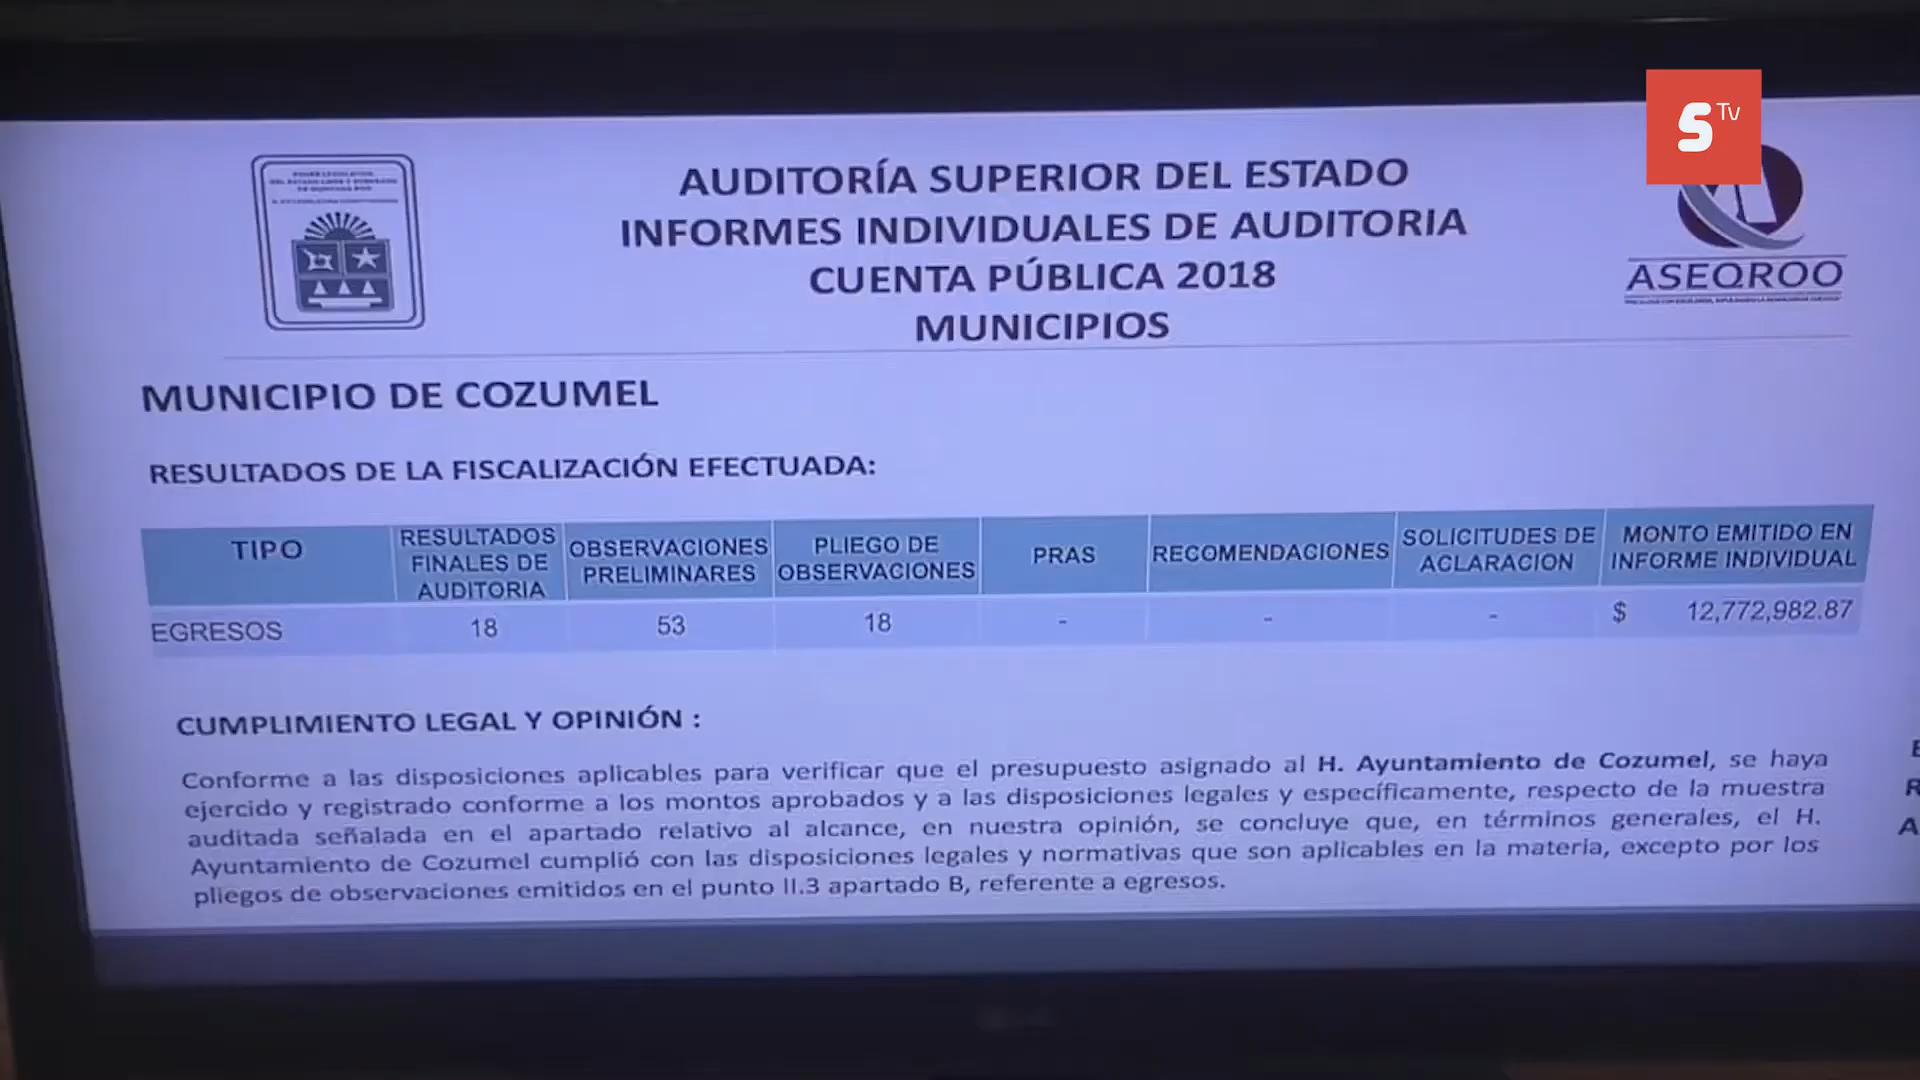 S Tv
AUDITORÍA SUPERIOR DEL ESTADO
INFORMES INDIVIDUALES DE AUDITORIA
CUENTA PÚBLICA 2018
MUNICIPIOS
ASEQROO
MUNICIPIO DE COZUMEL
RESULTADOS DE LA FISCALIZACIÓN EFECTUADA:
TIPO
RESULTADOS
FINALES DE
AUDITORIA
OBSERVACIONES
PRELIMINARES
PLIEGO DE
OBSERVACIONES
PRAS
RECOMENDACIONES
SOLICITUDES DE
ACLARACION
MONTO EMITIDO EN
INFORME INDIVIDUAL
EGRESOS 18 53 18 - - - $ 12,772,982.87
CUMPLIMIENTO LEGAL Y OPINIÓN :
Conforme a las disposiciones aplicables para verificar que el presupuesto asignado al H. Ayuntamiento de Cozumel, se haya
ejercido y registrado conforme a los montos aprobados y a las disposiciones legales y específicamente, respecto de la muestra
auditada señalada en el apartado relativo al alcance, en nuestra opinión, se concluye que, en términos generales, el H.
Ayuntamiento de Cozumel cumplió con las disposiciones legales y normativas que son aplicables en la materia, excepto por los
pliegos de observaciones emitidos en el punto II.3 apartado B, referente a egresos.